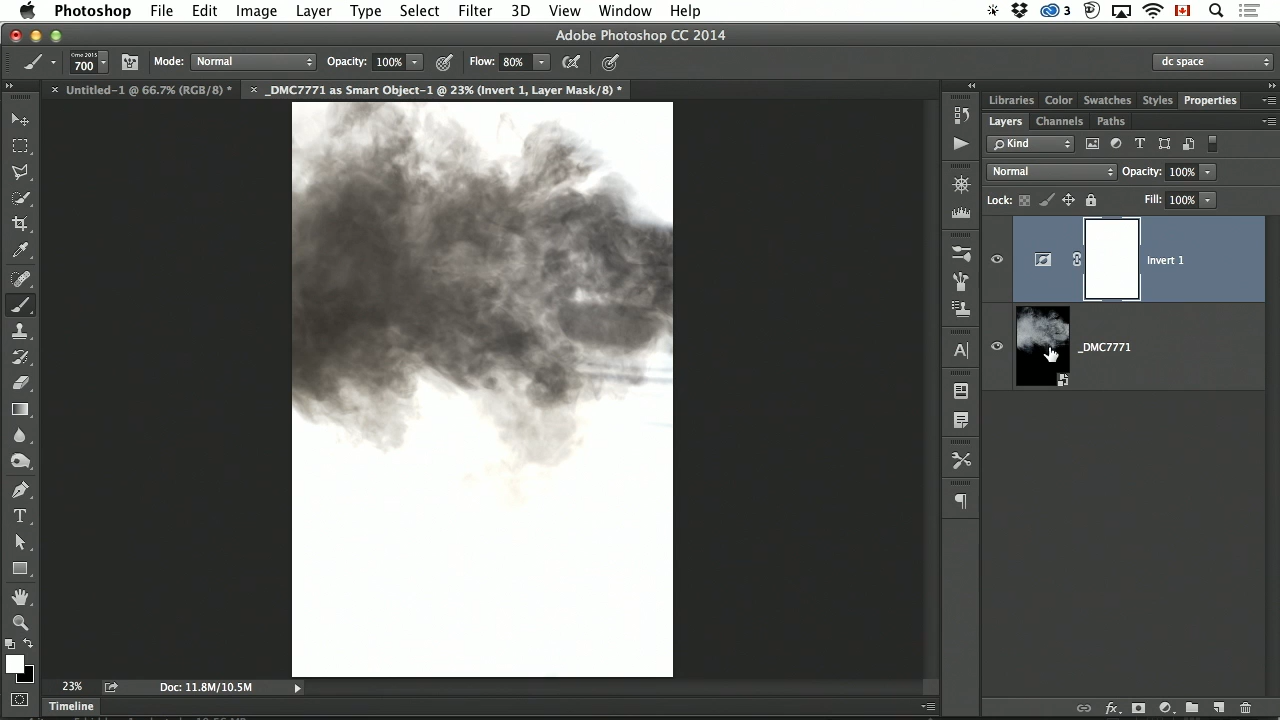 Photoshop File Edit Image Layer Type Select Filter 3D View Window Help 3
Adobe Photoshop CC 2014
700 Mode: Normal Opacity: 100% Flow: 80% dc space
Untitled-1 @ 66.7% (RGB/8) * _DMC7771 as Smart Object-1 @ 23% (Invert 1, Layer Mask/8) *
Libraries Color Swatches Styles Properties
Layers Channels Paths
Kind
Normal Opacity: 100%
Lock: Fill: 100%
Invert 1
_DMC7771
23% Doc: 11.8M/10.5M
Timeline